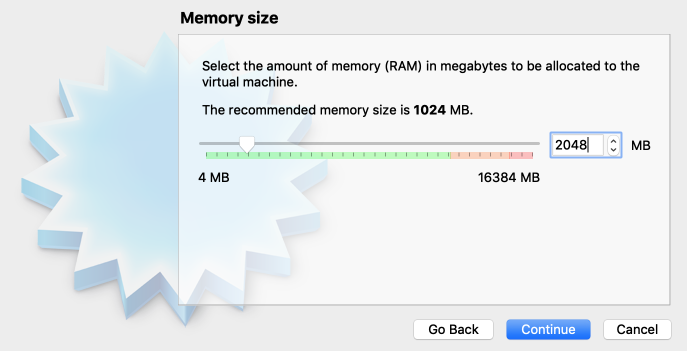 Memory size
Select the amount of memory (RAM) in megabytes to be allocated to the
virtual machine.
The recommended memory size is 1024 MB.
2048 MB
4 MB 16384 MB
Go Back Continue Cancel